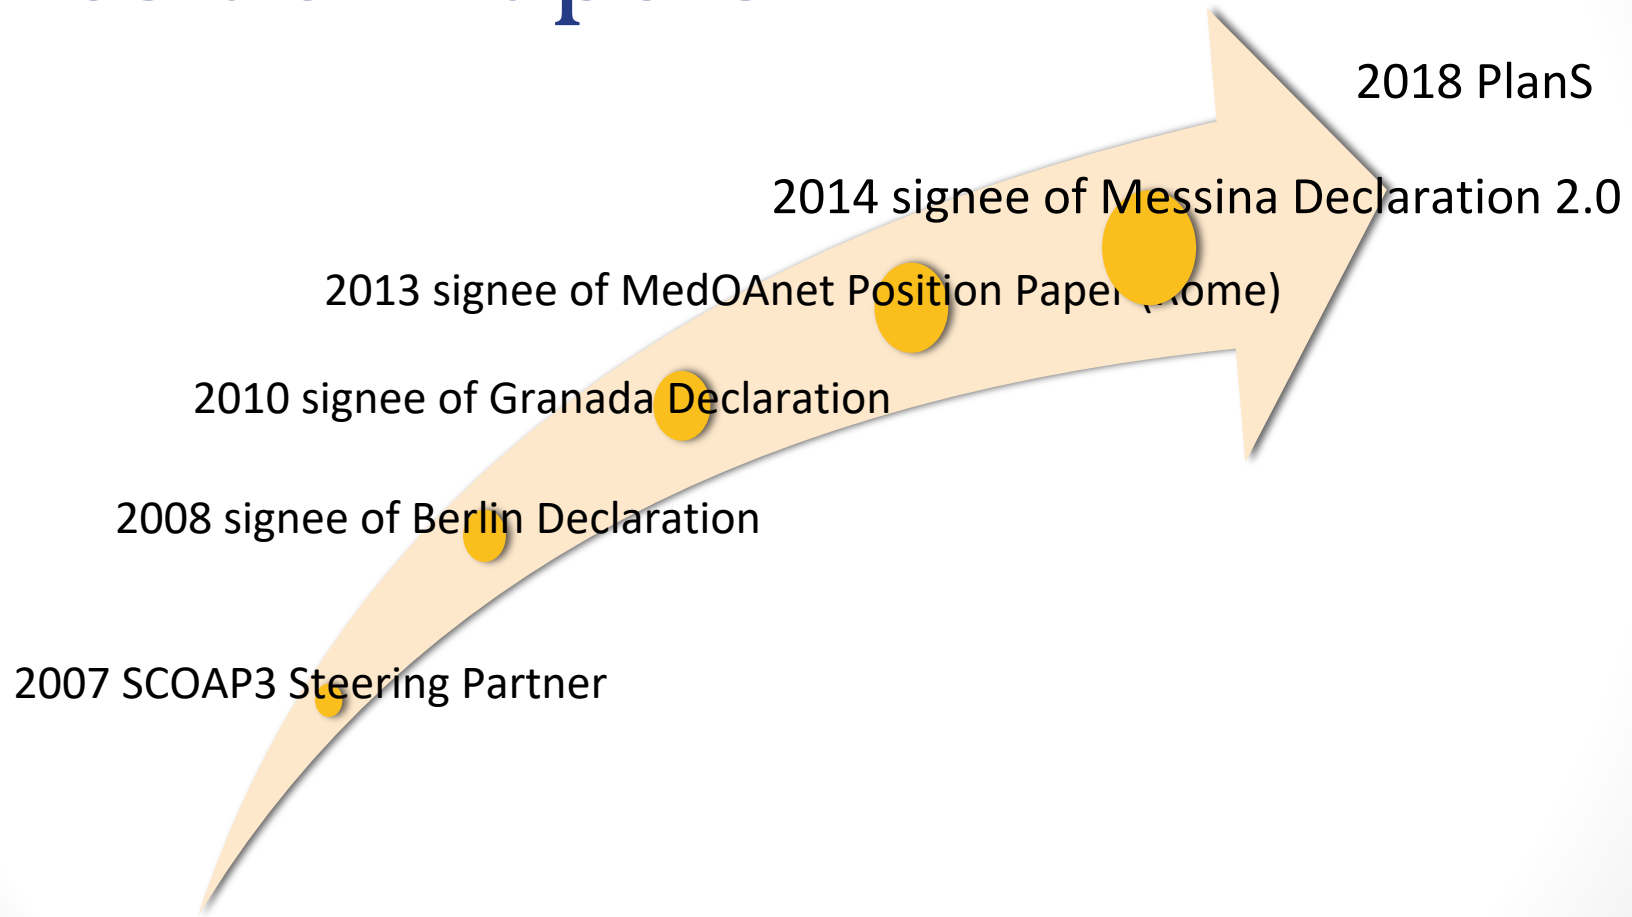 2018 PlanS
2014 signee of Messina Declaration 2.0
2013 signee of MedOAnet Position Paper (Rome)
2010 signee of Granada Declaration
2008 signee of Berlin Declaration
2007 SCOAP3 Steering Partner